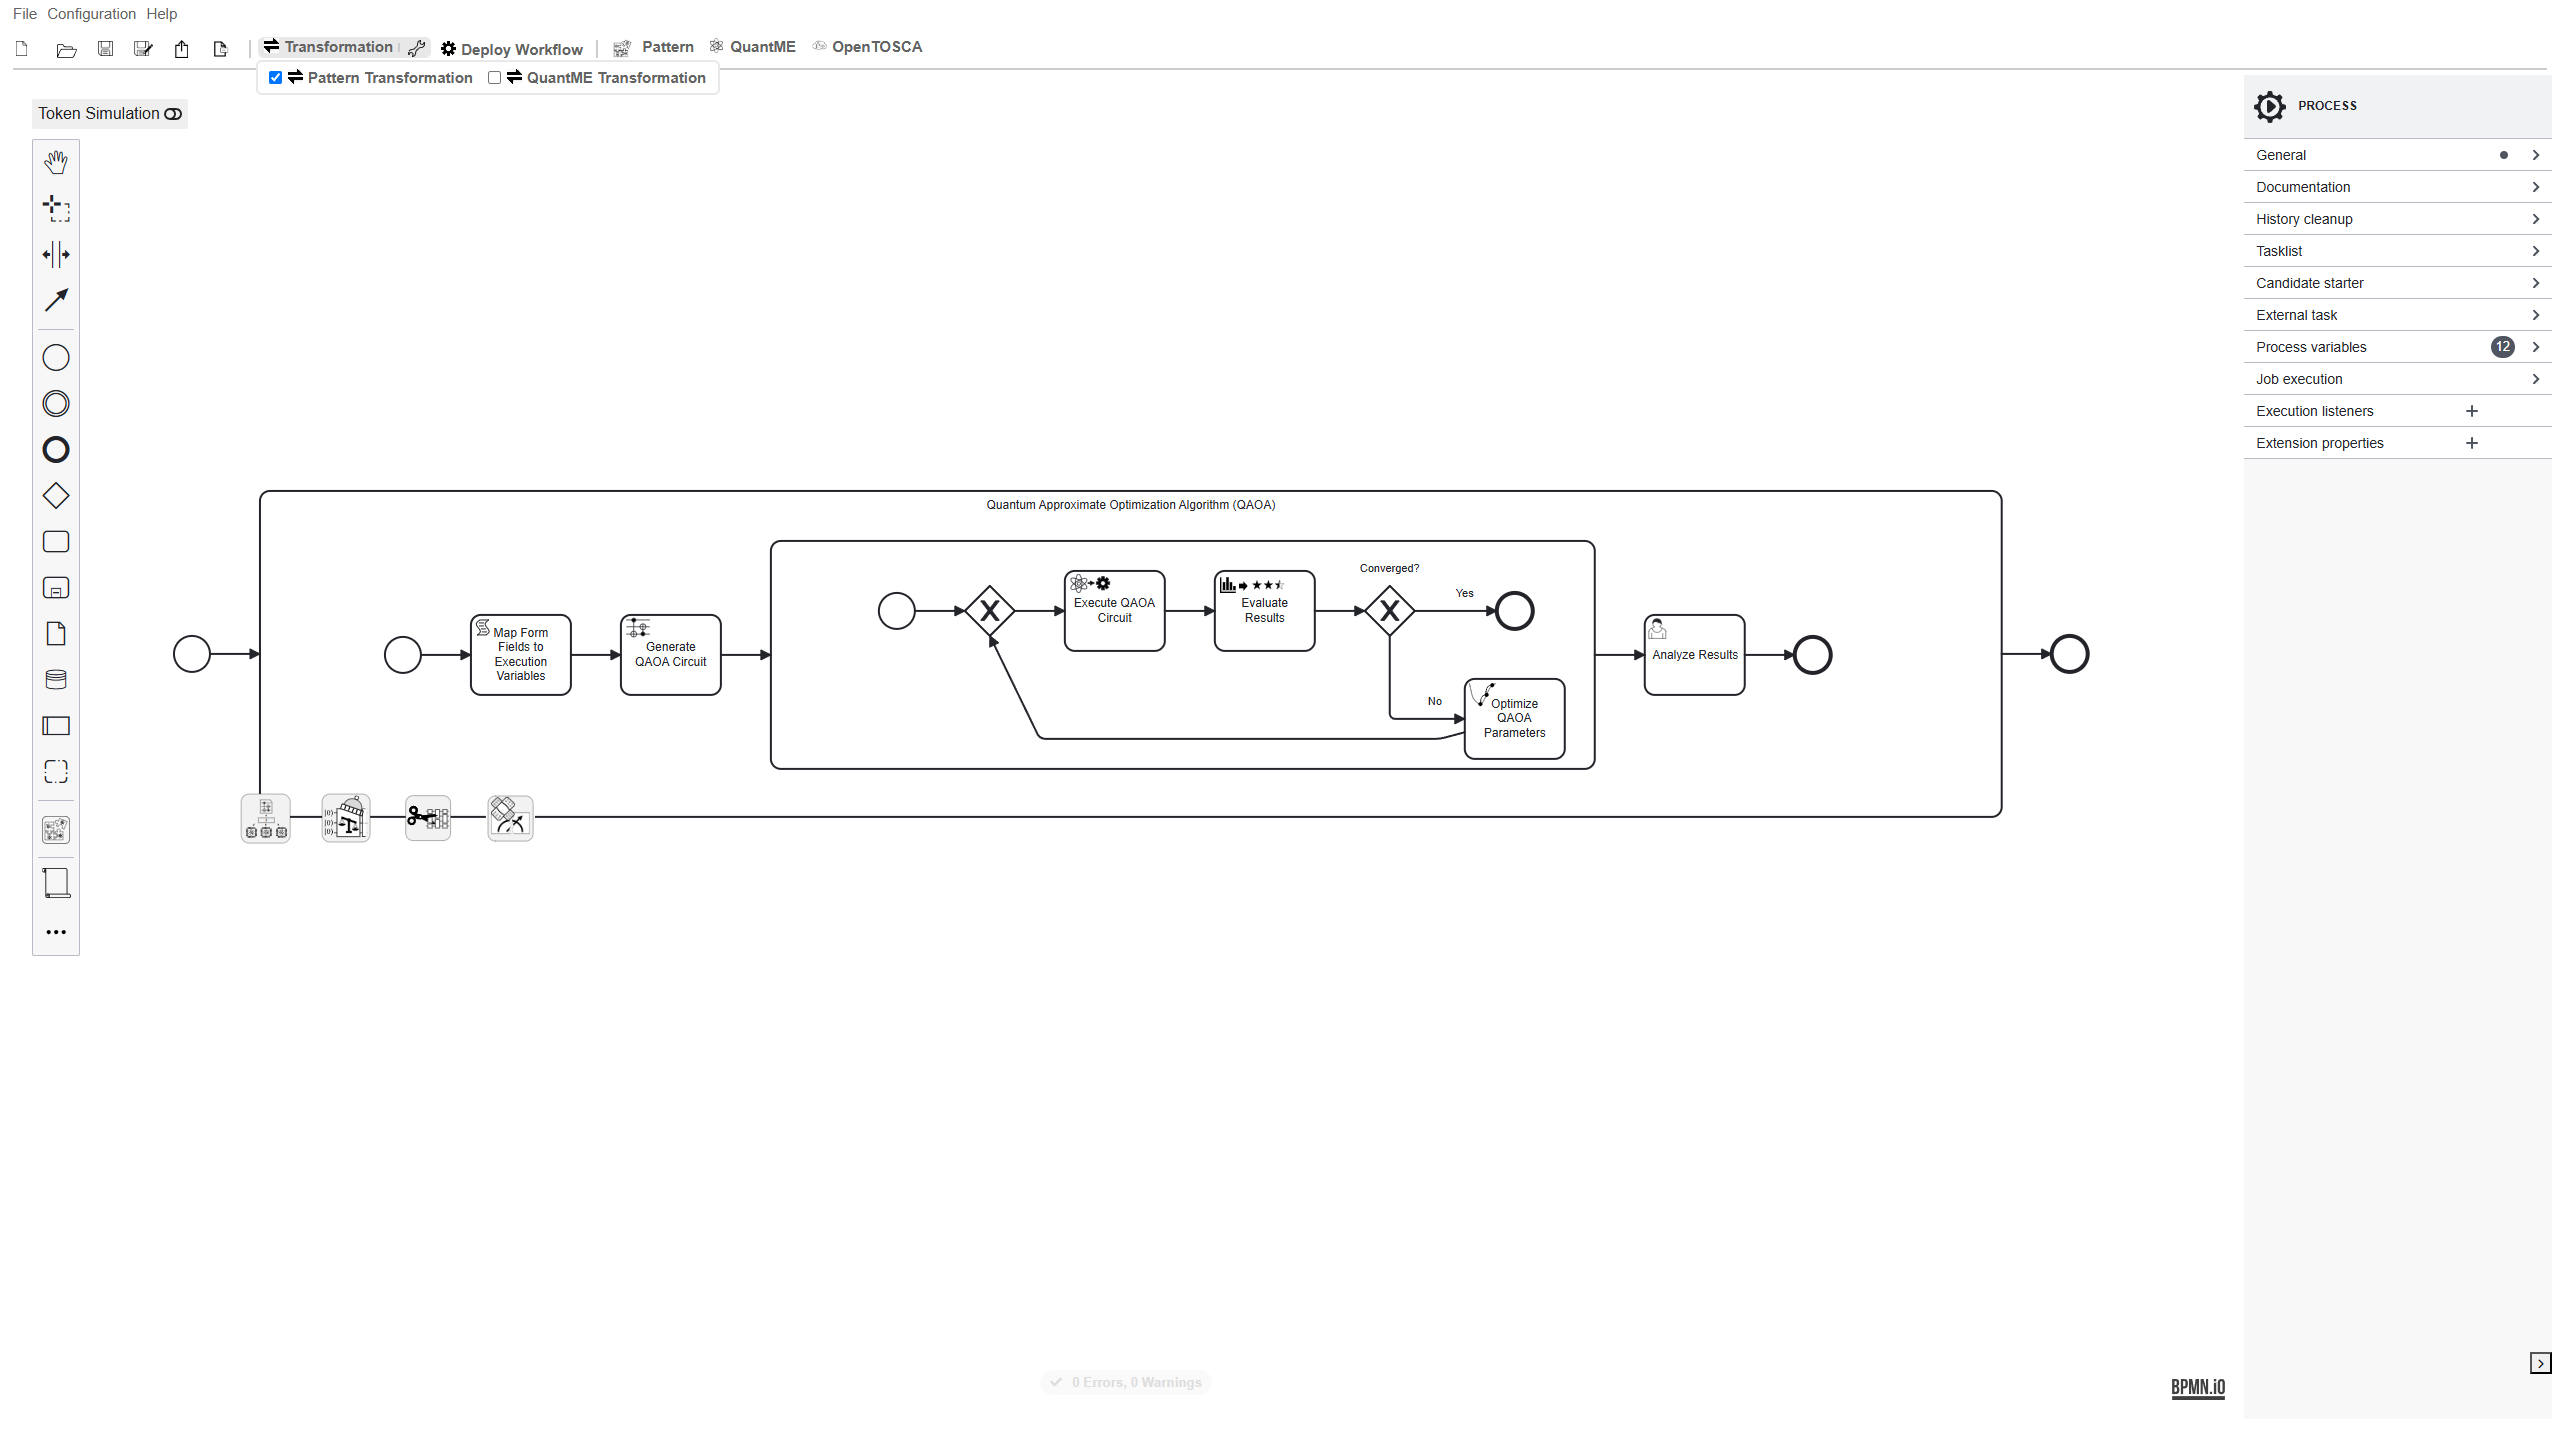 File Configuration Help
Transformation Deploy Workflow Pattern QuantME OpenTOSCA
Pattern Transformation QuantME Transformation
Token Simulation
PROCESS
General
Documentation
History cleanup
Tasklist
Candidate starter
External task
Process variables 12
Job execution
Execution listeners
Extension properties
Quantum Approximate Optimization Algorithm (QAOA)
Map Form
Fields to
Execution
Variables
Generate
QAOA Circuit
Execute QAOA
Circuit
Evaluate
Results
Converged?
Yes
No
Optimize
QAOA
Parameters
Analyze Results
0 Errors, 0 Warnings
BPMN.iO